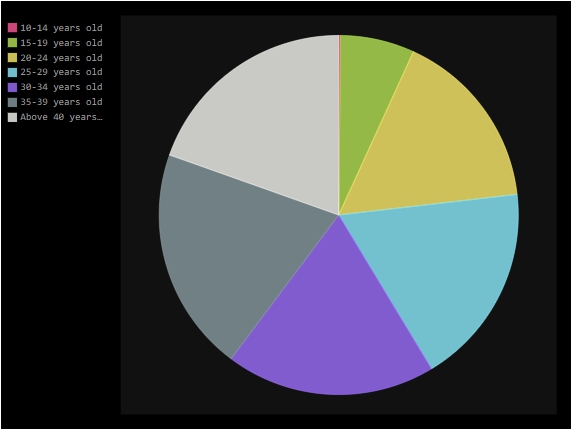 10-14 years old
15-19 years old
20-24 years old
25-29 years old
30-34 years old
35-39 years old
Above 40 years…